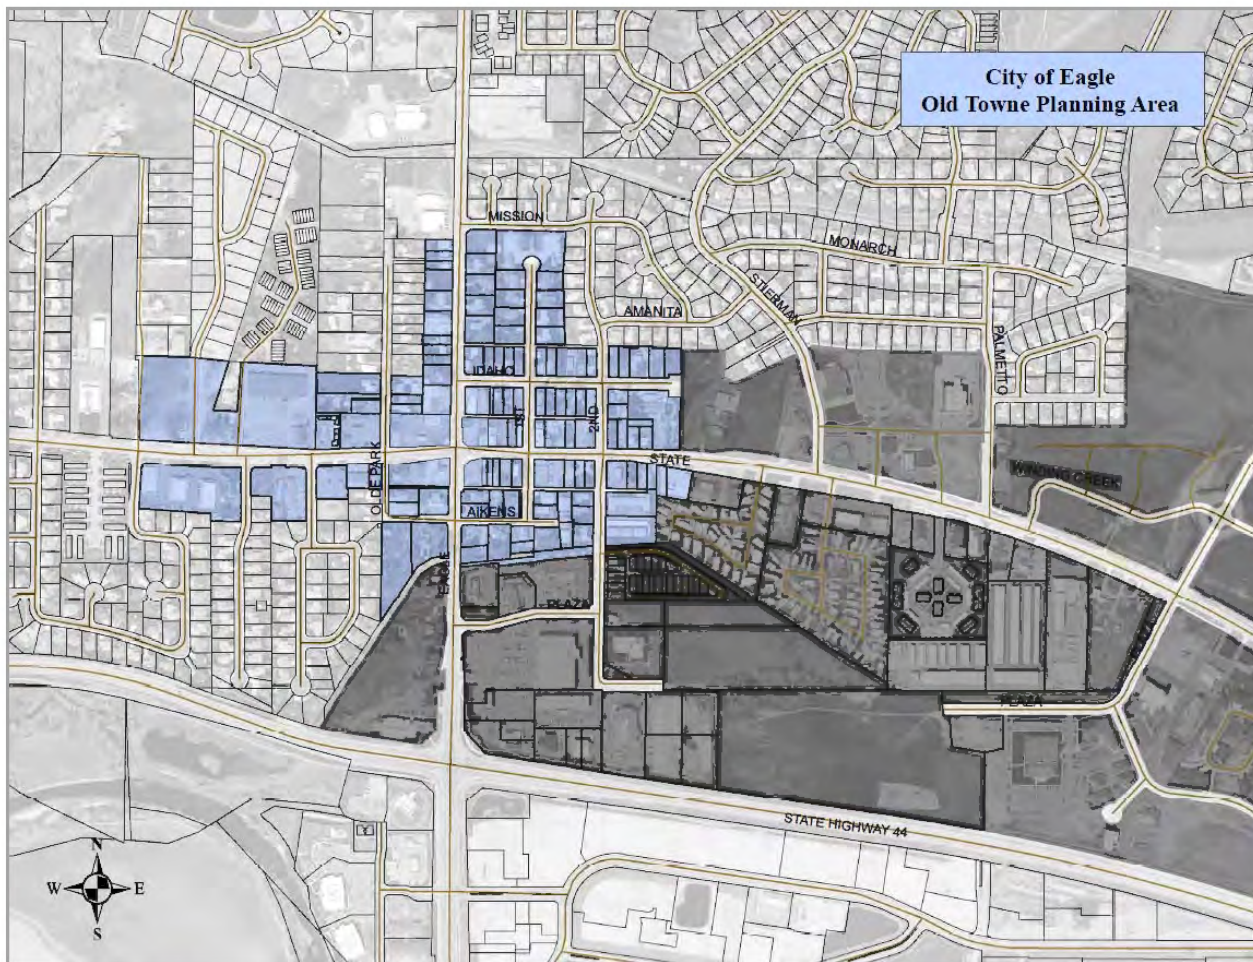 City of Eagle
Old Towne Planning Area
MISSION
MONARCH
STIERMAN
AMANITA
PALMETTO
IDAHO
1ST
2ND
OLDE PARK
STATE
WINDING CREEK
AIKENS
EAGLE
PLAZA
PLAZA
STATE HIGHWAY 44
N
W
E
S